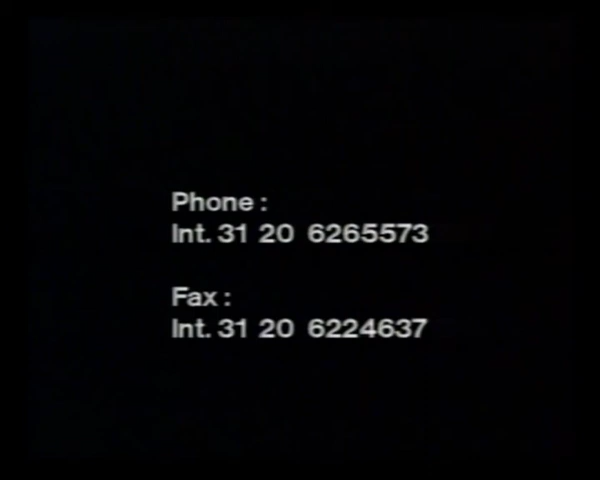 Phone :
Int. 31 20 6265573
Fax :
Int. 31 20 6224637